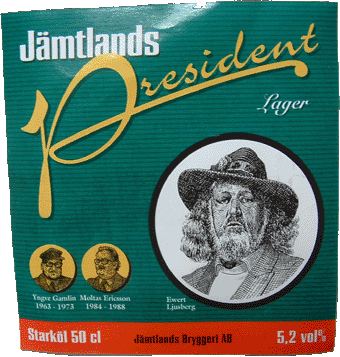 Jämtlands
President
Lager
Yngve Gamlin
1963 - 1973
Moltas Ericsson
1984 - 1988
Ewert
Ljusberg
Starköl 50 cl
Jämtlands Bryggeri AB
5,2 vol%